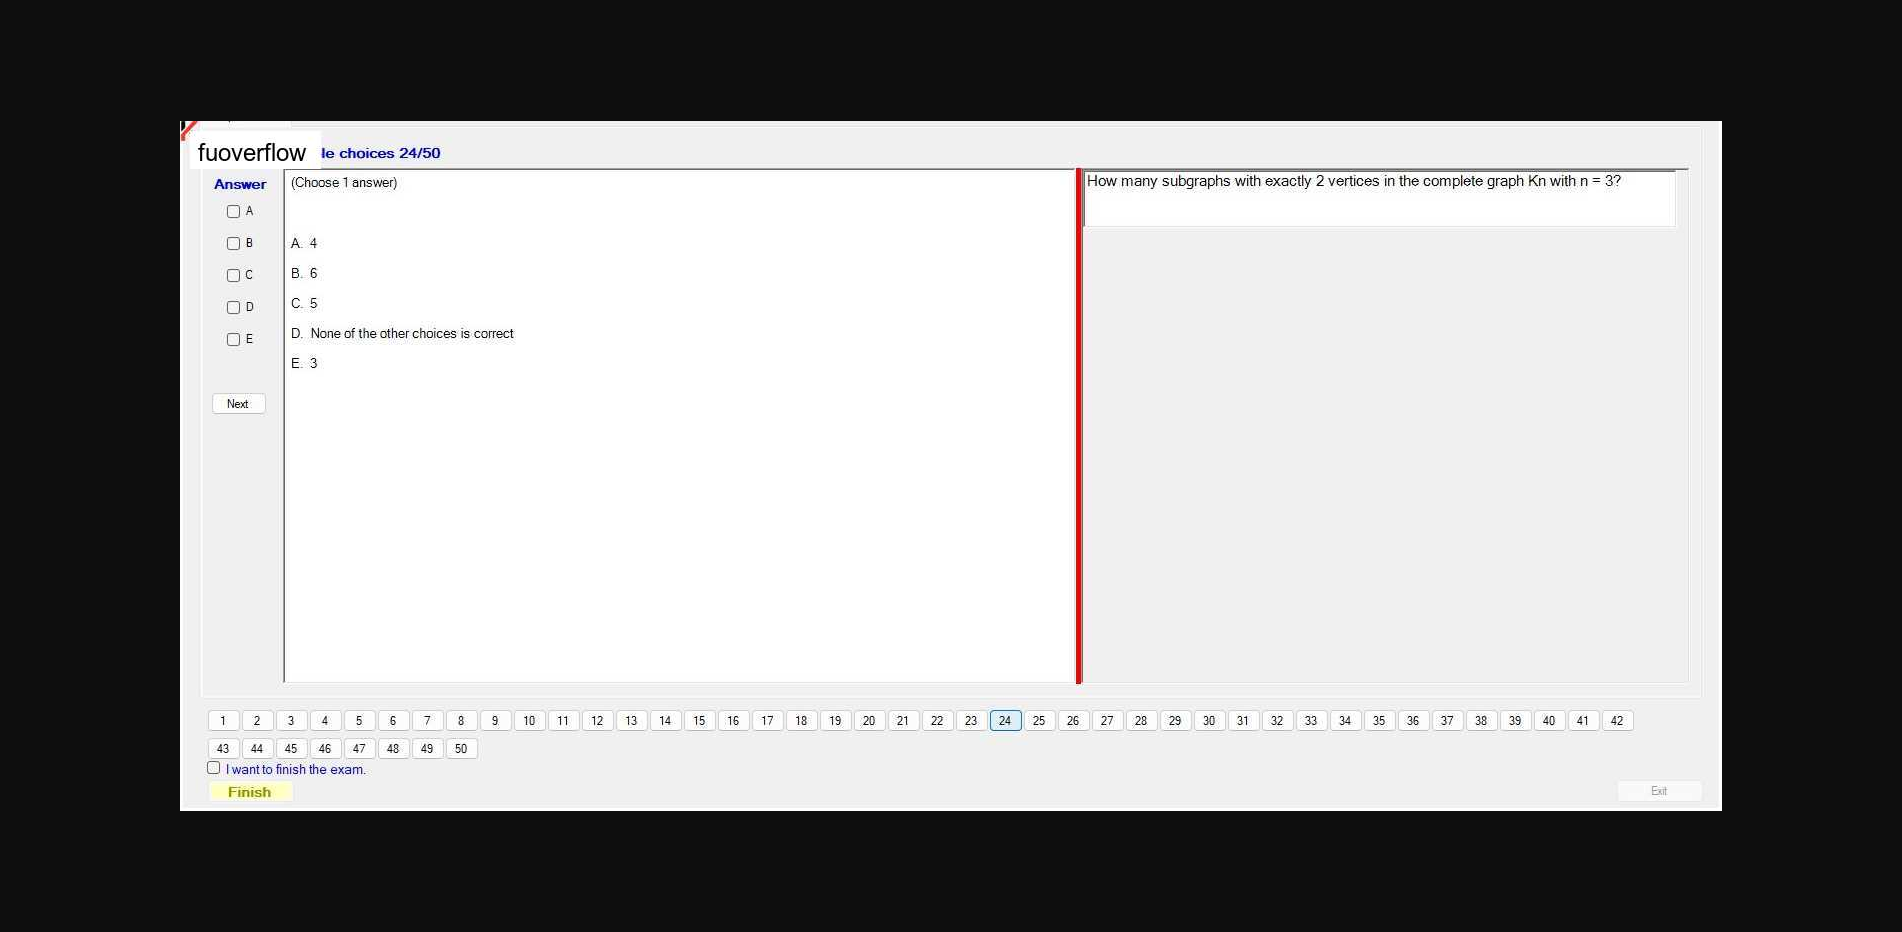 fuoverflow
le choices 24/50
Answer
(Choose 1 answer)
How many subgraphs with exactly 2 vertices in the complete graph Kn with n = 3?
A
B
C
D
E
A. 4
B. 6
C. 5
D. None of the other choices is correct
E. 3
Next
1 2 3 4 5 6 7 8 9 10 11 12 13 14 15 16 17 18 19 20 21 22 23 24 25 26 27 28 29 30 31 32 33 34 35 36 37 38 39 40 41 42
43 44 45 46 47 48 49 50
I want to finish the exam.
Finish
Exit